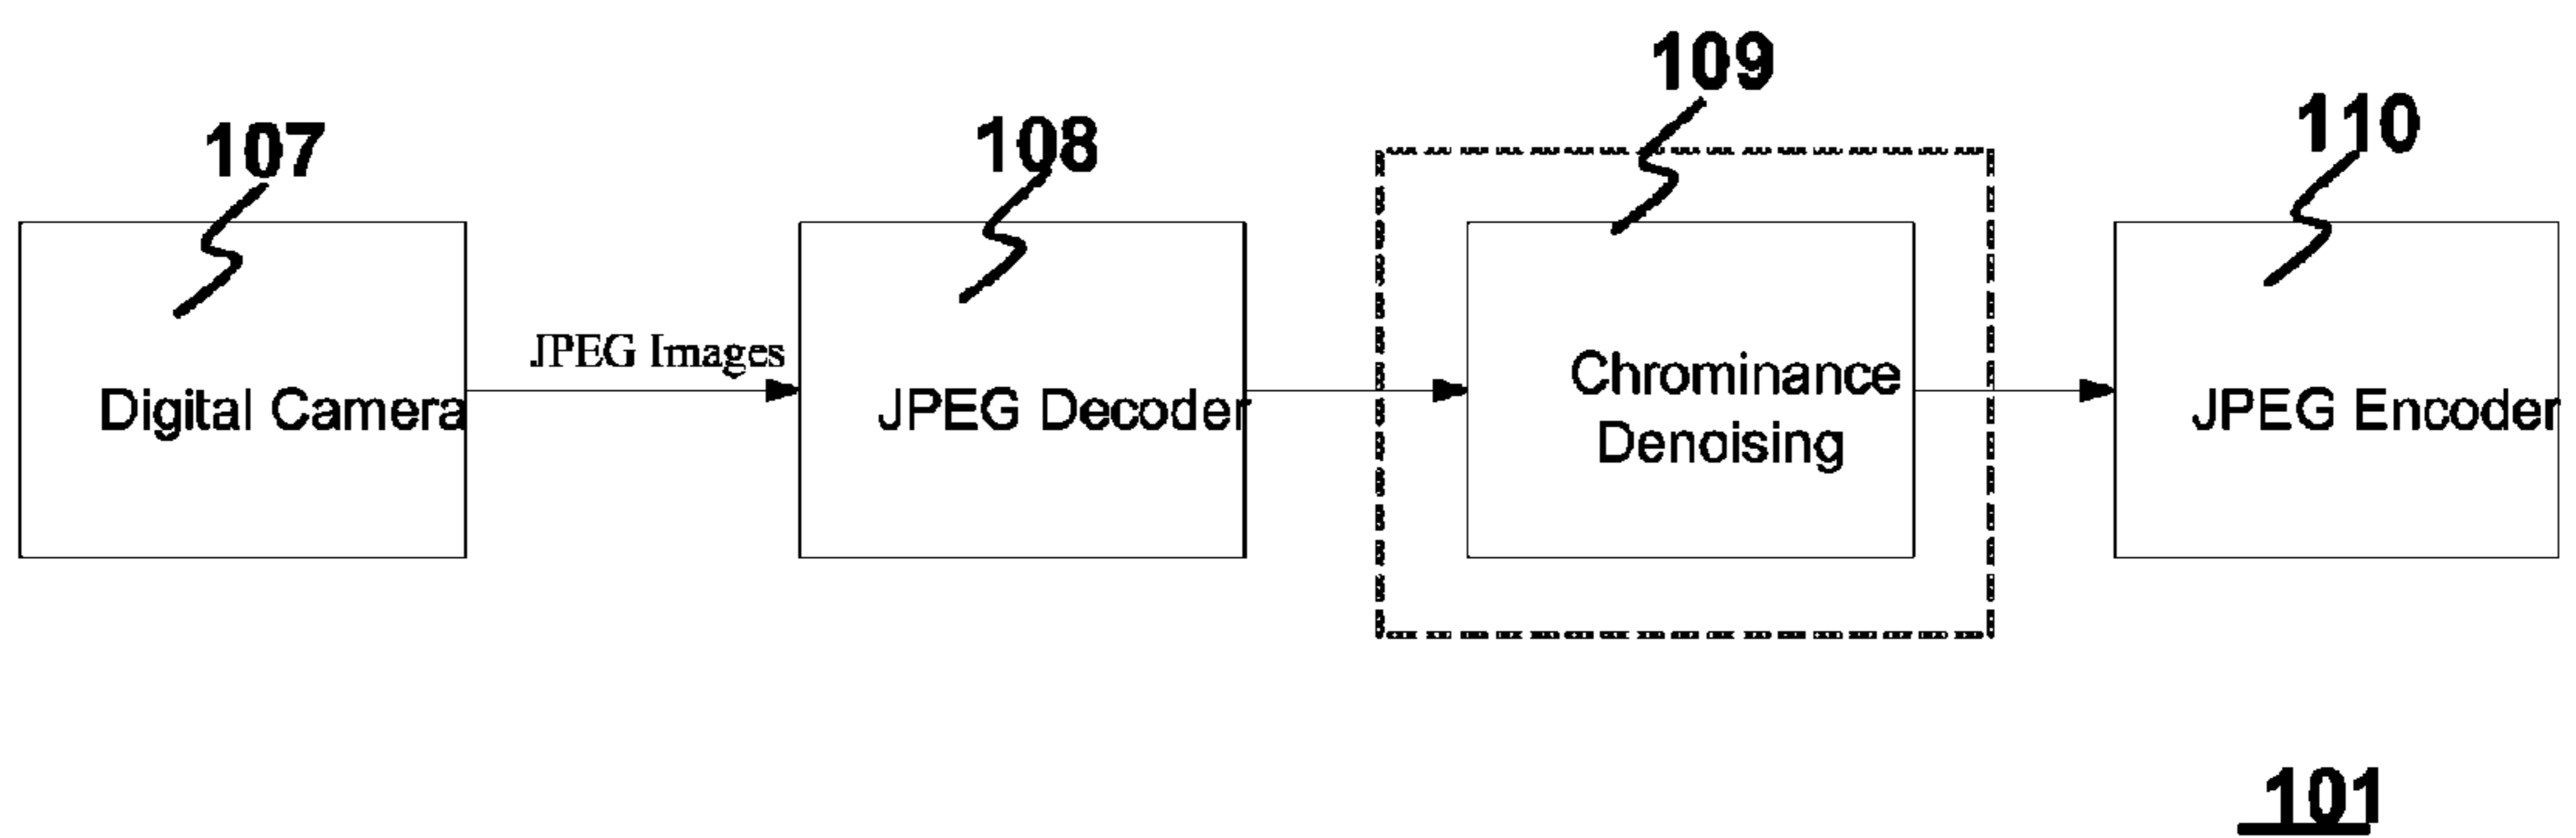 109
107
108
110
JPEG Images
Digital Camera
JPEG Decoder
Chrominance
Denoising
JPEG Encoder
101